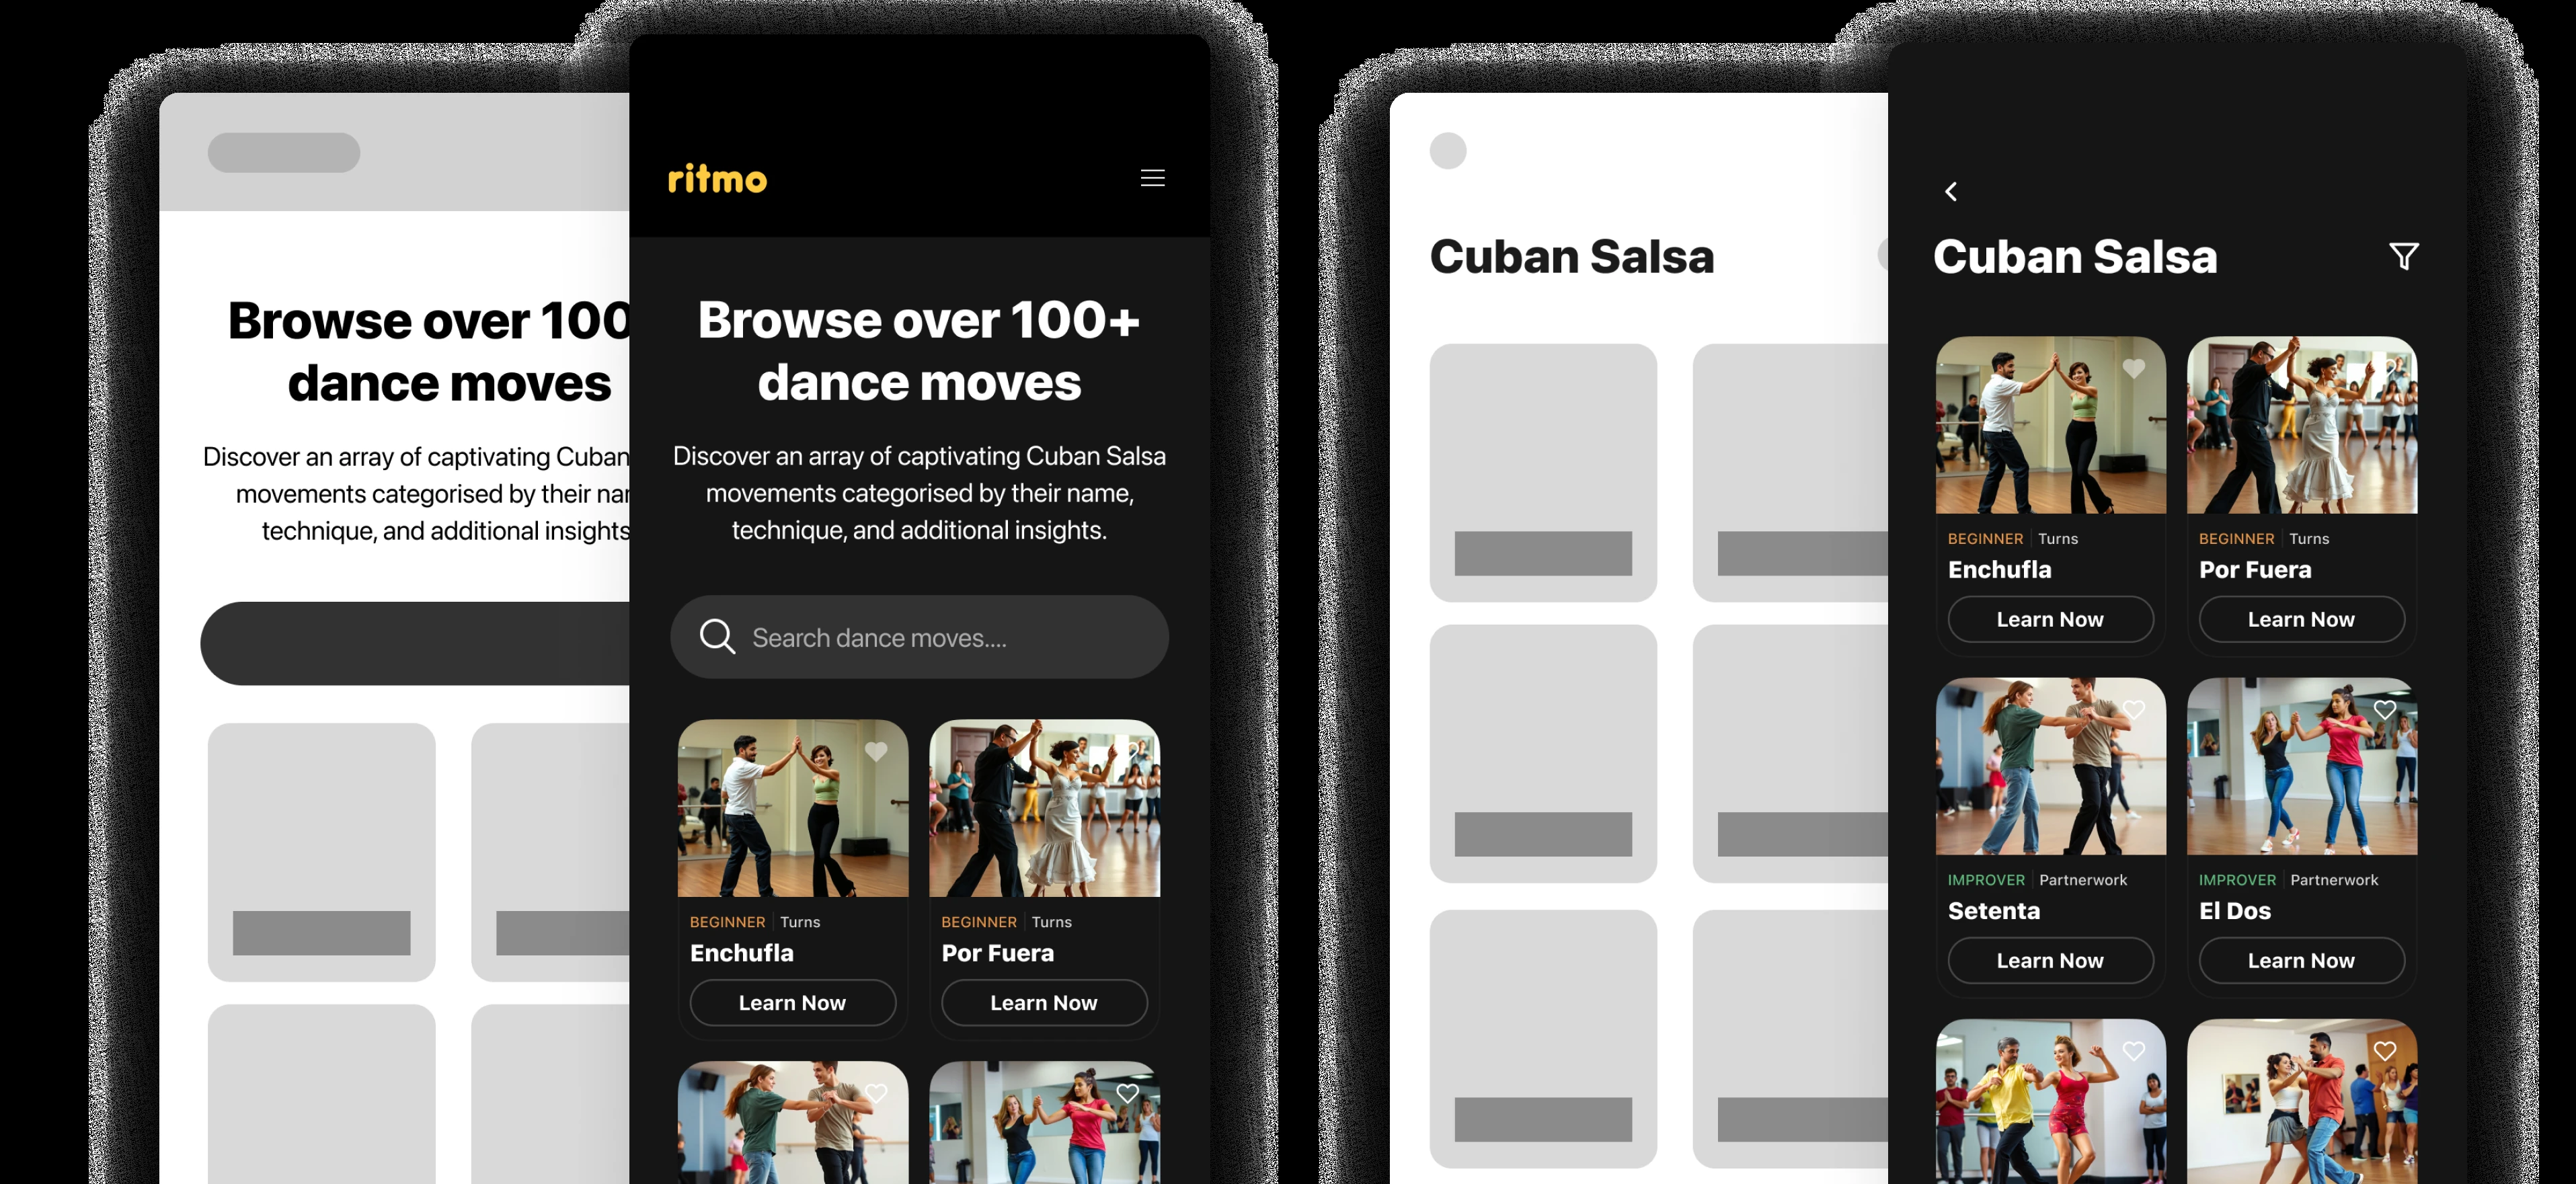 Browse over 100
dance moves
Discover an array of captivating Cuban
movements categorised by their
technique, and additional insights
ritmo
Browse over 100+
dance moves
Discover an array of captivating Cuban Salsa
movements categorised by their name,
technique, and additional insights.
Search dance moves....
BEGINNER | Turns
Enchufla
Learn Now
BEGINNER | Turns
Por Fuera
Learn Now
Cuban Salsa
Cuban Salsa
BEGINNER | Turns
Enchufla
Learn Now
BEGINNER | Turns
Por Fuera
Learn Now
IMPROVER | Partnerwork
Setenta
Learn Now
IMPROVER | Partnerwork
El Dos
Learn Now